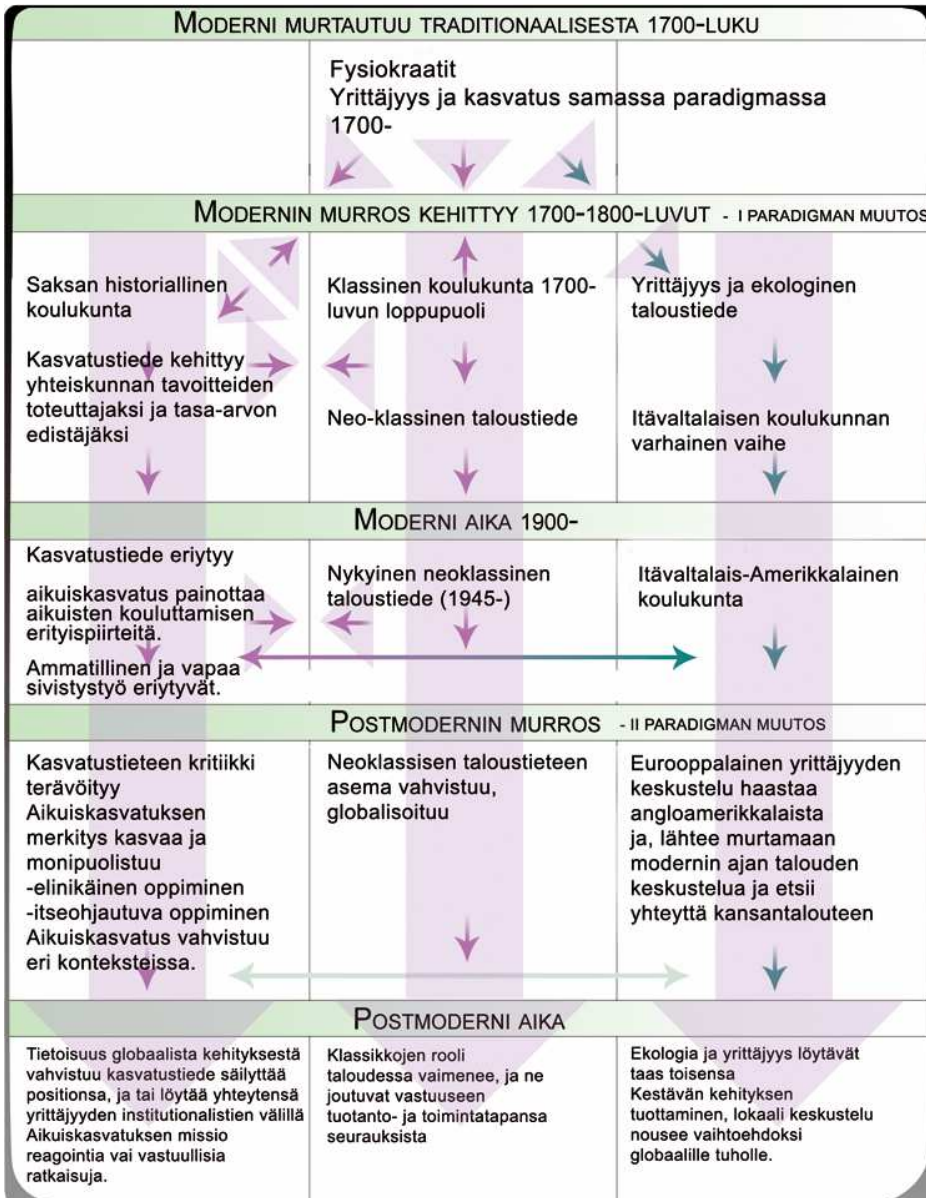 MODERNI MURTAUTUU TRADITIONAALISESTA 1700-LUKU
Fysiokraatit
Yrittäjyys ja kasvatus samassa paradigmassa
1700-
MODERNIN MURROS KEHITTYY 1700-1800-LUVUT - I PARADIGMAN MUUTOS
Saksan historiallinen
koulukunta
Kasvatustiede kehittyy
yhteiskunnan tavoitteiden
toteuttajaksi ja tasa-arvon
edistäjäksi
Klassinen koulukunta 1700-
luvun loppupuoli
Neo-klassinen taloustiede
Yrittäjyys ja ekologinen
taloustiede
Itävaltalaisen koulukunnan
varhainen vaihe
MODERNI AIKA 1900-
Kasvatustiede eriytyy
aikuiskasvatus painottaa
aikuisten kouluttamisen
erityispiirteitä.
Ammatillinen ja vapaa
sivistystyö eriytyvät.
Nykyinen neoklassinen
taloustiede (1945-)
Itävaltalais-Amerikkalainen
koulukunta
POSTMODERNIN MURROS - II PARADIGMAN MUUTOS
Kasvatustieteen kritiikki
terävöityy
Aikuiskasvatuksen
merkitys kasvaa ja
monipuolistuu
-elinikäinen oppiminen
-itseohjautuva oppiminen
Aikuiskasvatus vahvistuu
eri konteksteissa.
Neoklassisen taloustieteen
asema vahvistuu,
globalisoituu
Eurooppalainen yrittäjyyden
keskustelu haastaa
angloamerikkalaista
ja, lähtee murtamaan
modernin ajan talouden
keskustelua ja etsii
yhteyttä kansantalouteen
POSTMODERNI AIKA
Tietoisuus globaalista kehityksestä
vahvistuu kasvatustiede säilyttää
positionsa, ja tai löytää yhteytensä
yrittäjyyden institutionalistien välillä
Aikuiskasvatuksen missio
reagointia vai vastuullisia
ratkaisuja.
Klassikkojen rooli
taloudessa vaimenee, ja ne
joutuvat vastuuseen
tuotanto- ja toimintatapansa
seurauksista
Ekologia ja yrittäjyys löytävät
taas toisensa
Kestävän kehityksen
tuottaminen, lokaali keskustelu
nousee vaihtoehdoksi
globaalille tuholle.